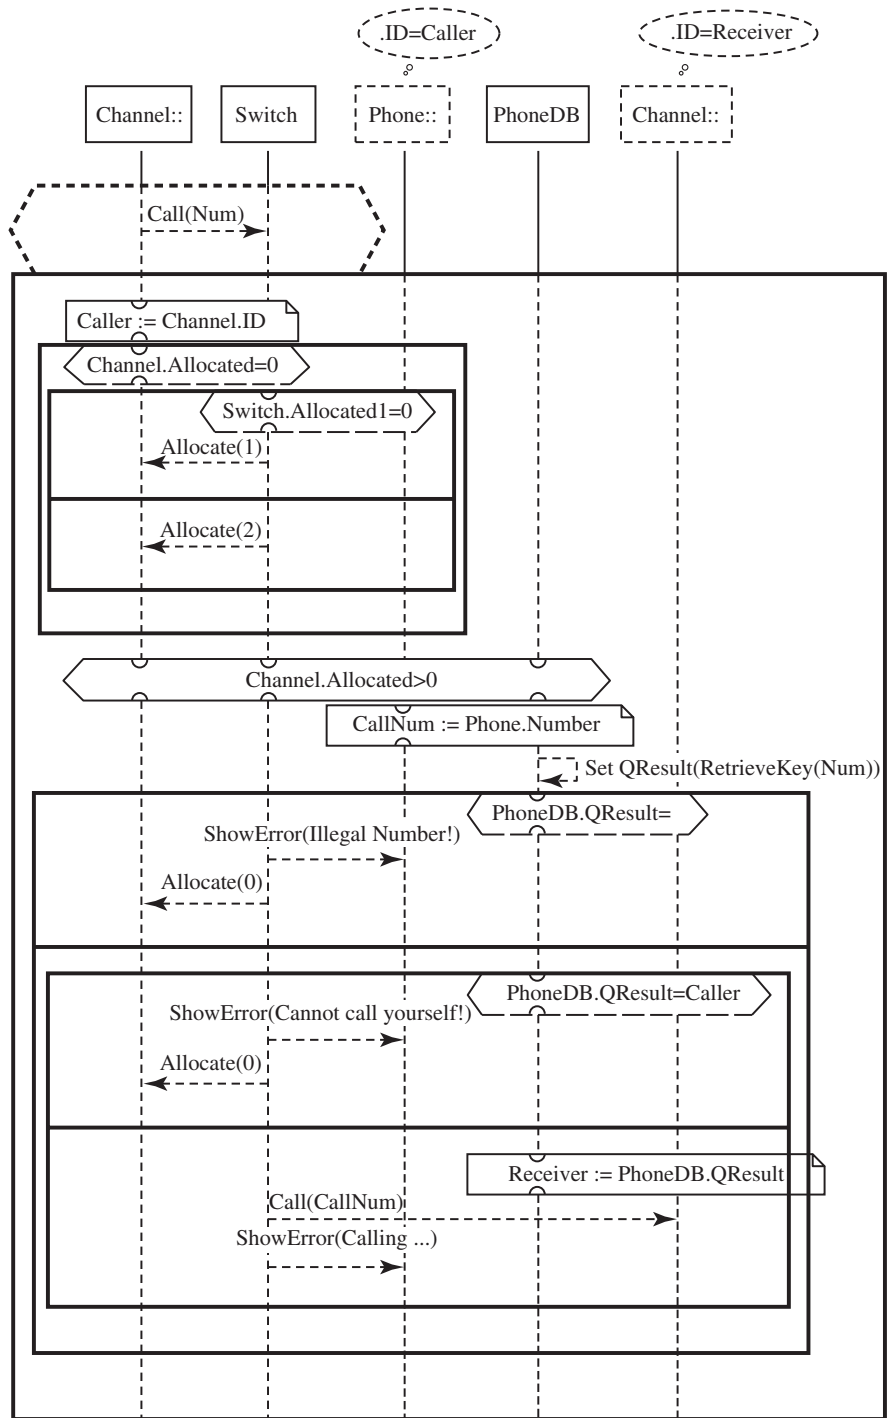 .ID=Caller
.ID=Receiver
Channel::
Switch
Phone::
PhoneDB
Channel::
Call(Num)
Caller := Channel.ID
Channel.Allocated=0
Switch.Allocated1=0
Allocate(1)
Allocate(2)
Channel.Allocated>0
CallNum := Phone.Number
Set QResult(RetrieveKey(Num))
PhoneDB.QResult=
ShowError(Illegal Number!)
Allocate(0)
PhoneDB.QResult=Caller
ShowError(Cannot call yourself!)
Allocate(0)
Receiver := PhoneDB.QResult
Call(CallNum)
ShowError(Calling ...)